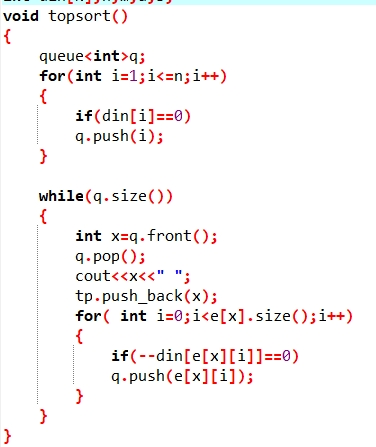 void topsort()
{
queue<int>q;
for(int i=1;i<=n;i++)
{
if(din[i]==0)
q.push(i);
}
while(q.size())
{
int x=q.front();
q.pop();
cout<<x<<" ";
tp.push_back(x);
for( int i=0;i<e[x].size();i++)
{
if(--din[e[x][i]]==0)
q.push(e[x][i]);
}
}
}